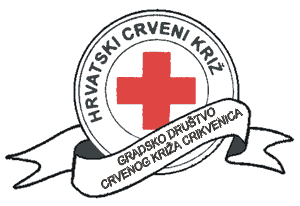 HRVATSKI CRVENI KRIŽ
GRADSKO DRUŠTVO
CRVENOG KRIŽA CRIKVENICA